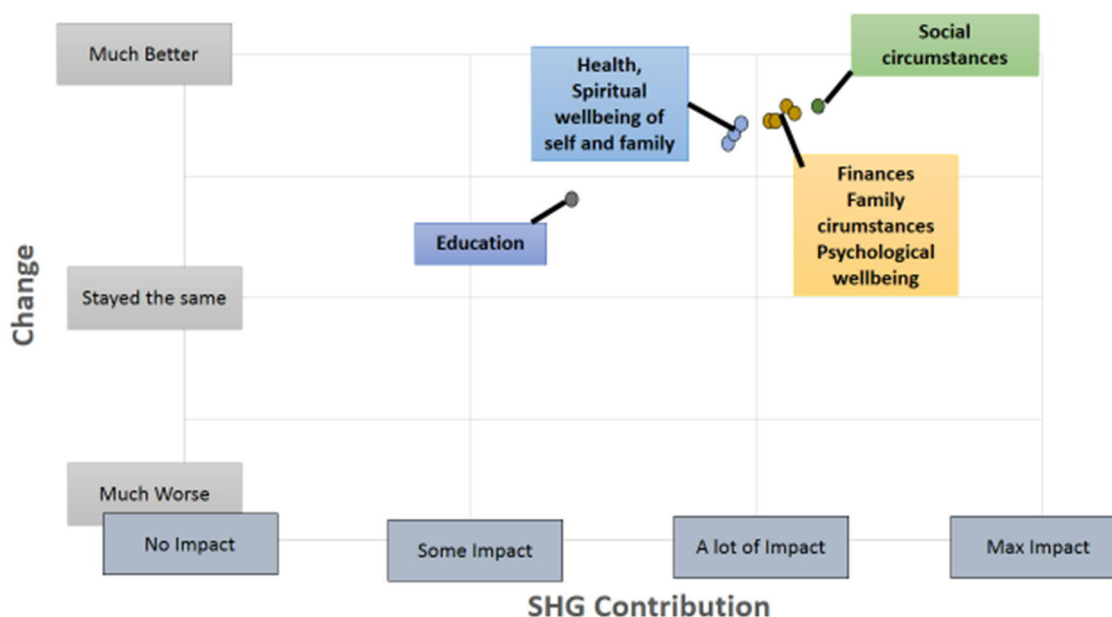 Much Better
Social
circumstances
Health,
Spiritual
wellbeing of
self and family
Finances
Family
cirumstances
Psychological
wellbeing
Education
Change
Stayed the same
Much Worse
No Impact
Some Impact
A lot of Impact
Max Impact
SHG Contribution